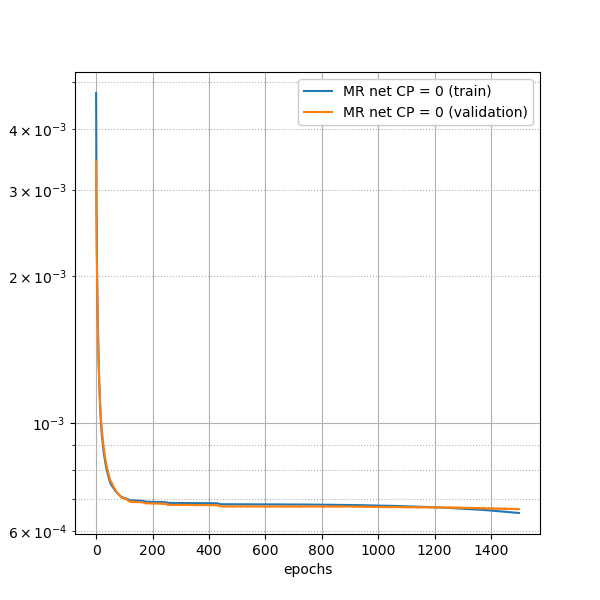 MR net CP = 0 (train)
MR net CP = 0 (validation)
4 × 10⁻³
3 × 10⁻³
2 × 10⁻³
10⁻³
6 × 10⁻⁴
0 200 400 600 800 1000 1200 1400
epochs